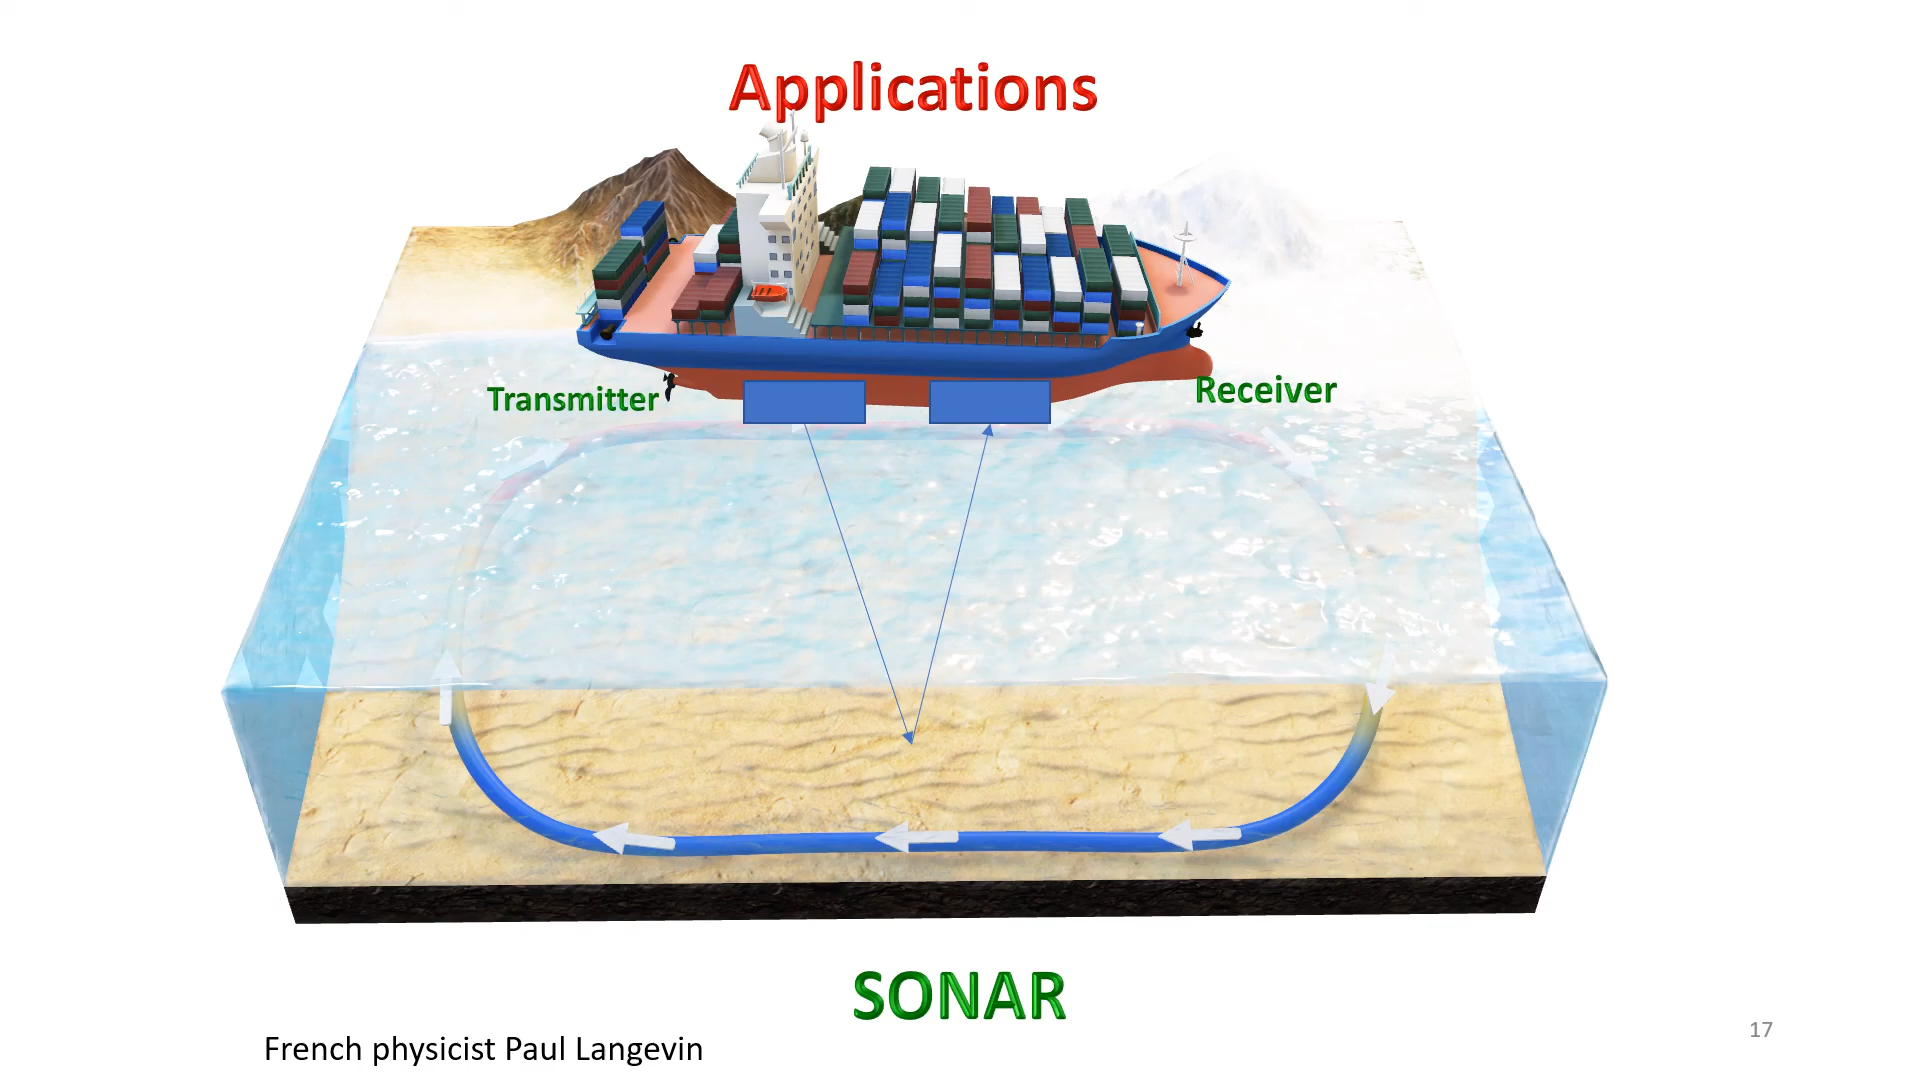 Applications
Transmitter
Receiver
SONAR
French physicist Paul Langevin
17